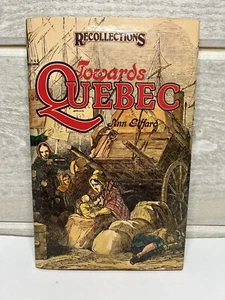 RECOLLECTIONS
Towards
QUEBEC
Ann Giffard